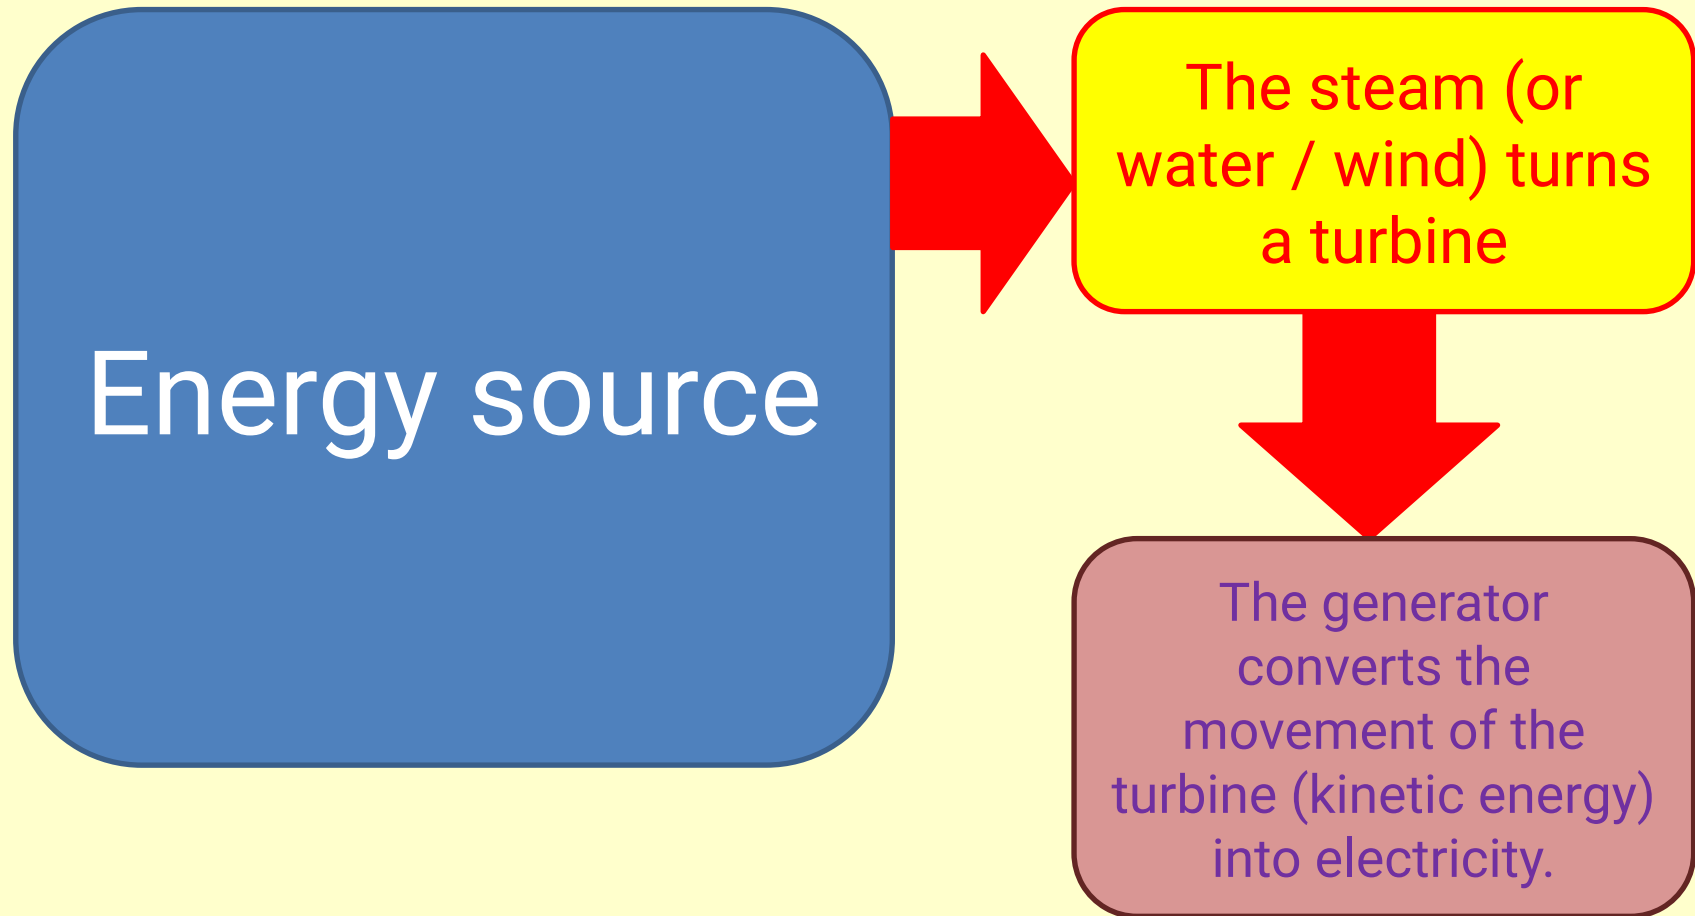 Energy source
The steam (or
water / wind) turns
a turbine
The generator
converts the
movement of the
turbine (kinetic energy)
into electricity.